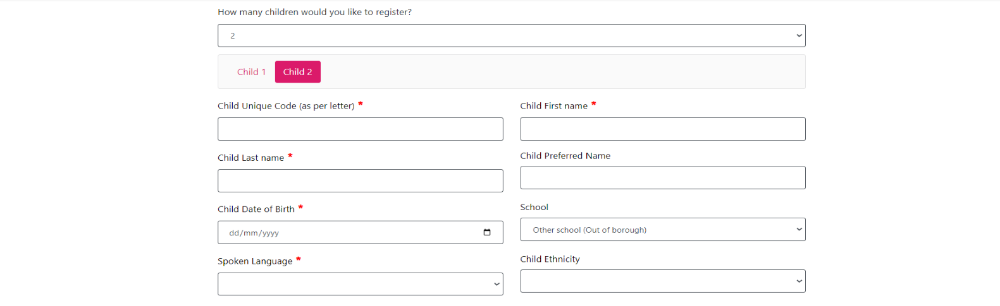 How many children would you like to register?
2
Child 1 Child 2
Child Unique Code (as per letter) *
Child First name *
Child Last name *
Child Preferred Name
Child Date of Birth *
School
dd/mm/yyyy
Other school (Out of borough)
Spoken Language *
Child Ethnicity